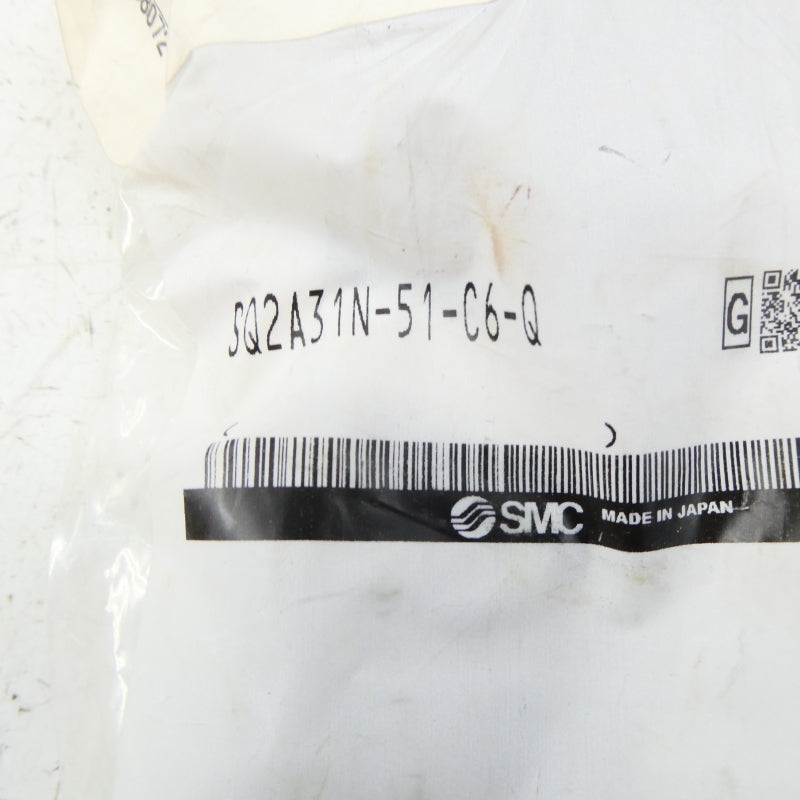 SQ2A31N-51-C6-Q
G
( )
SMC MADE IN JAPAN